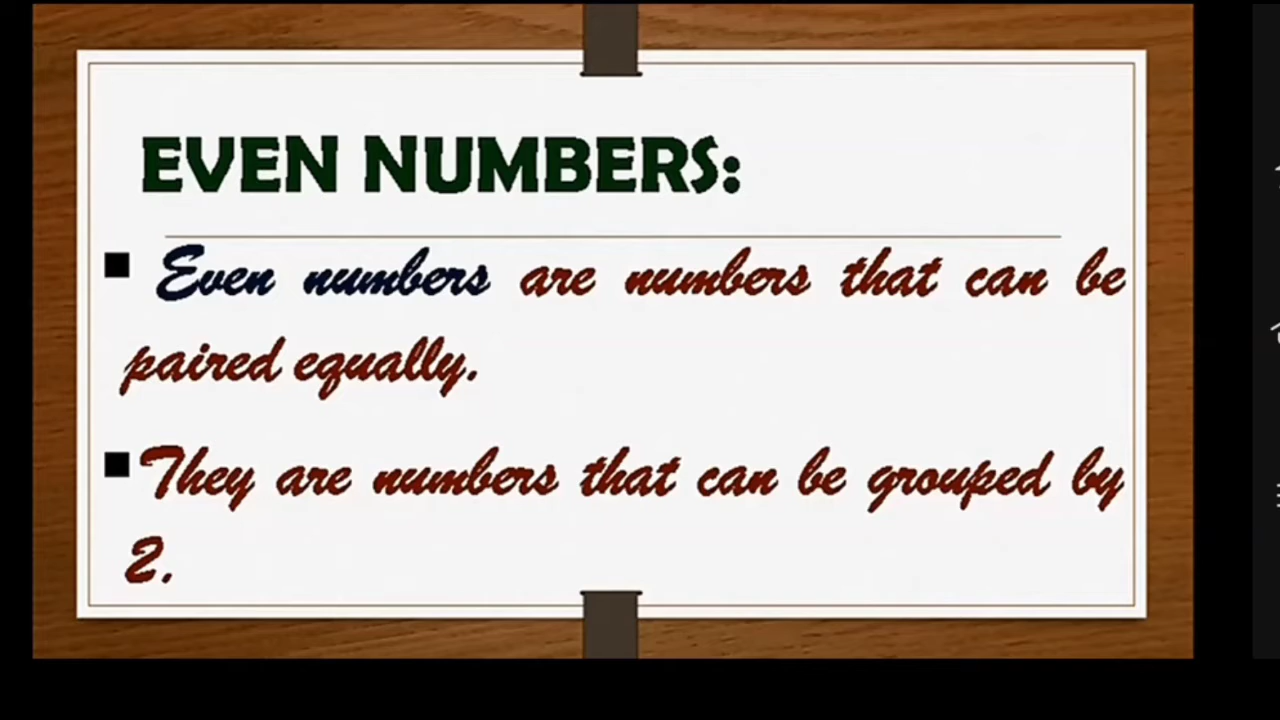 EVEN NUMBERS:
Even numbers are numbers that can be
paired equally.
They are numbers that can be grouped by
2.